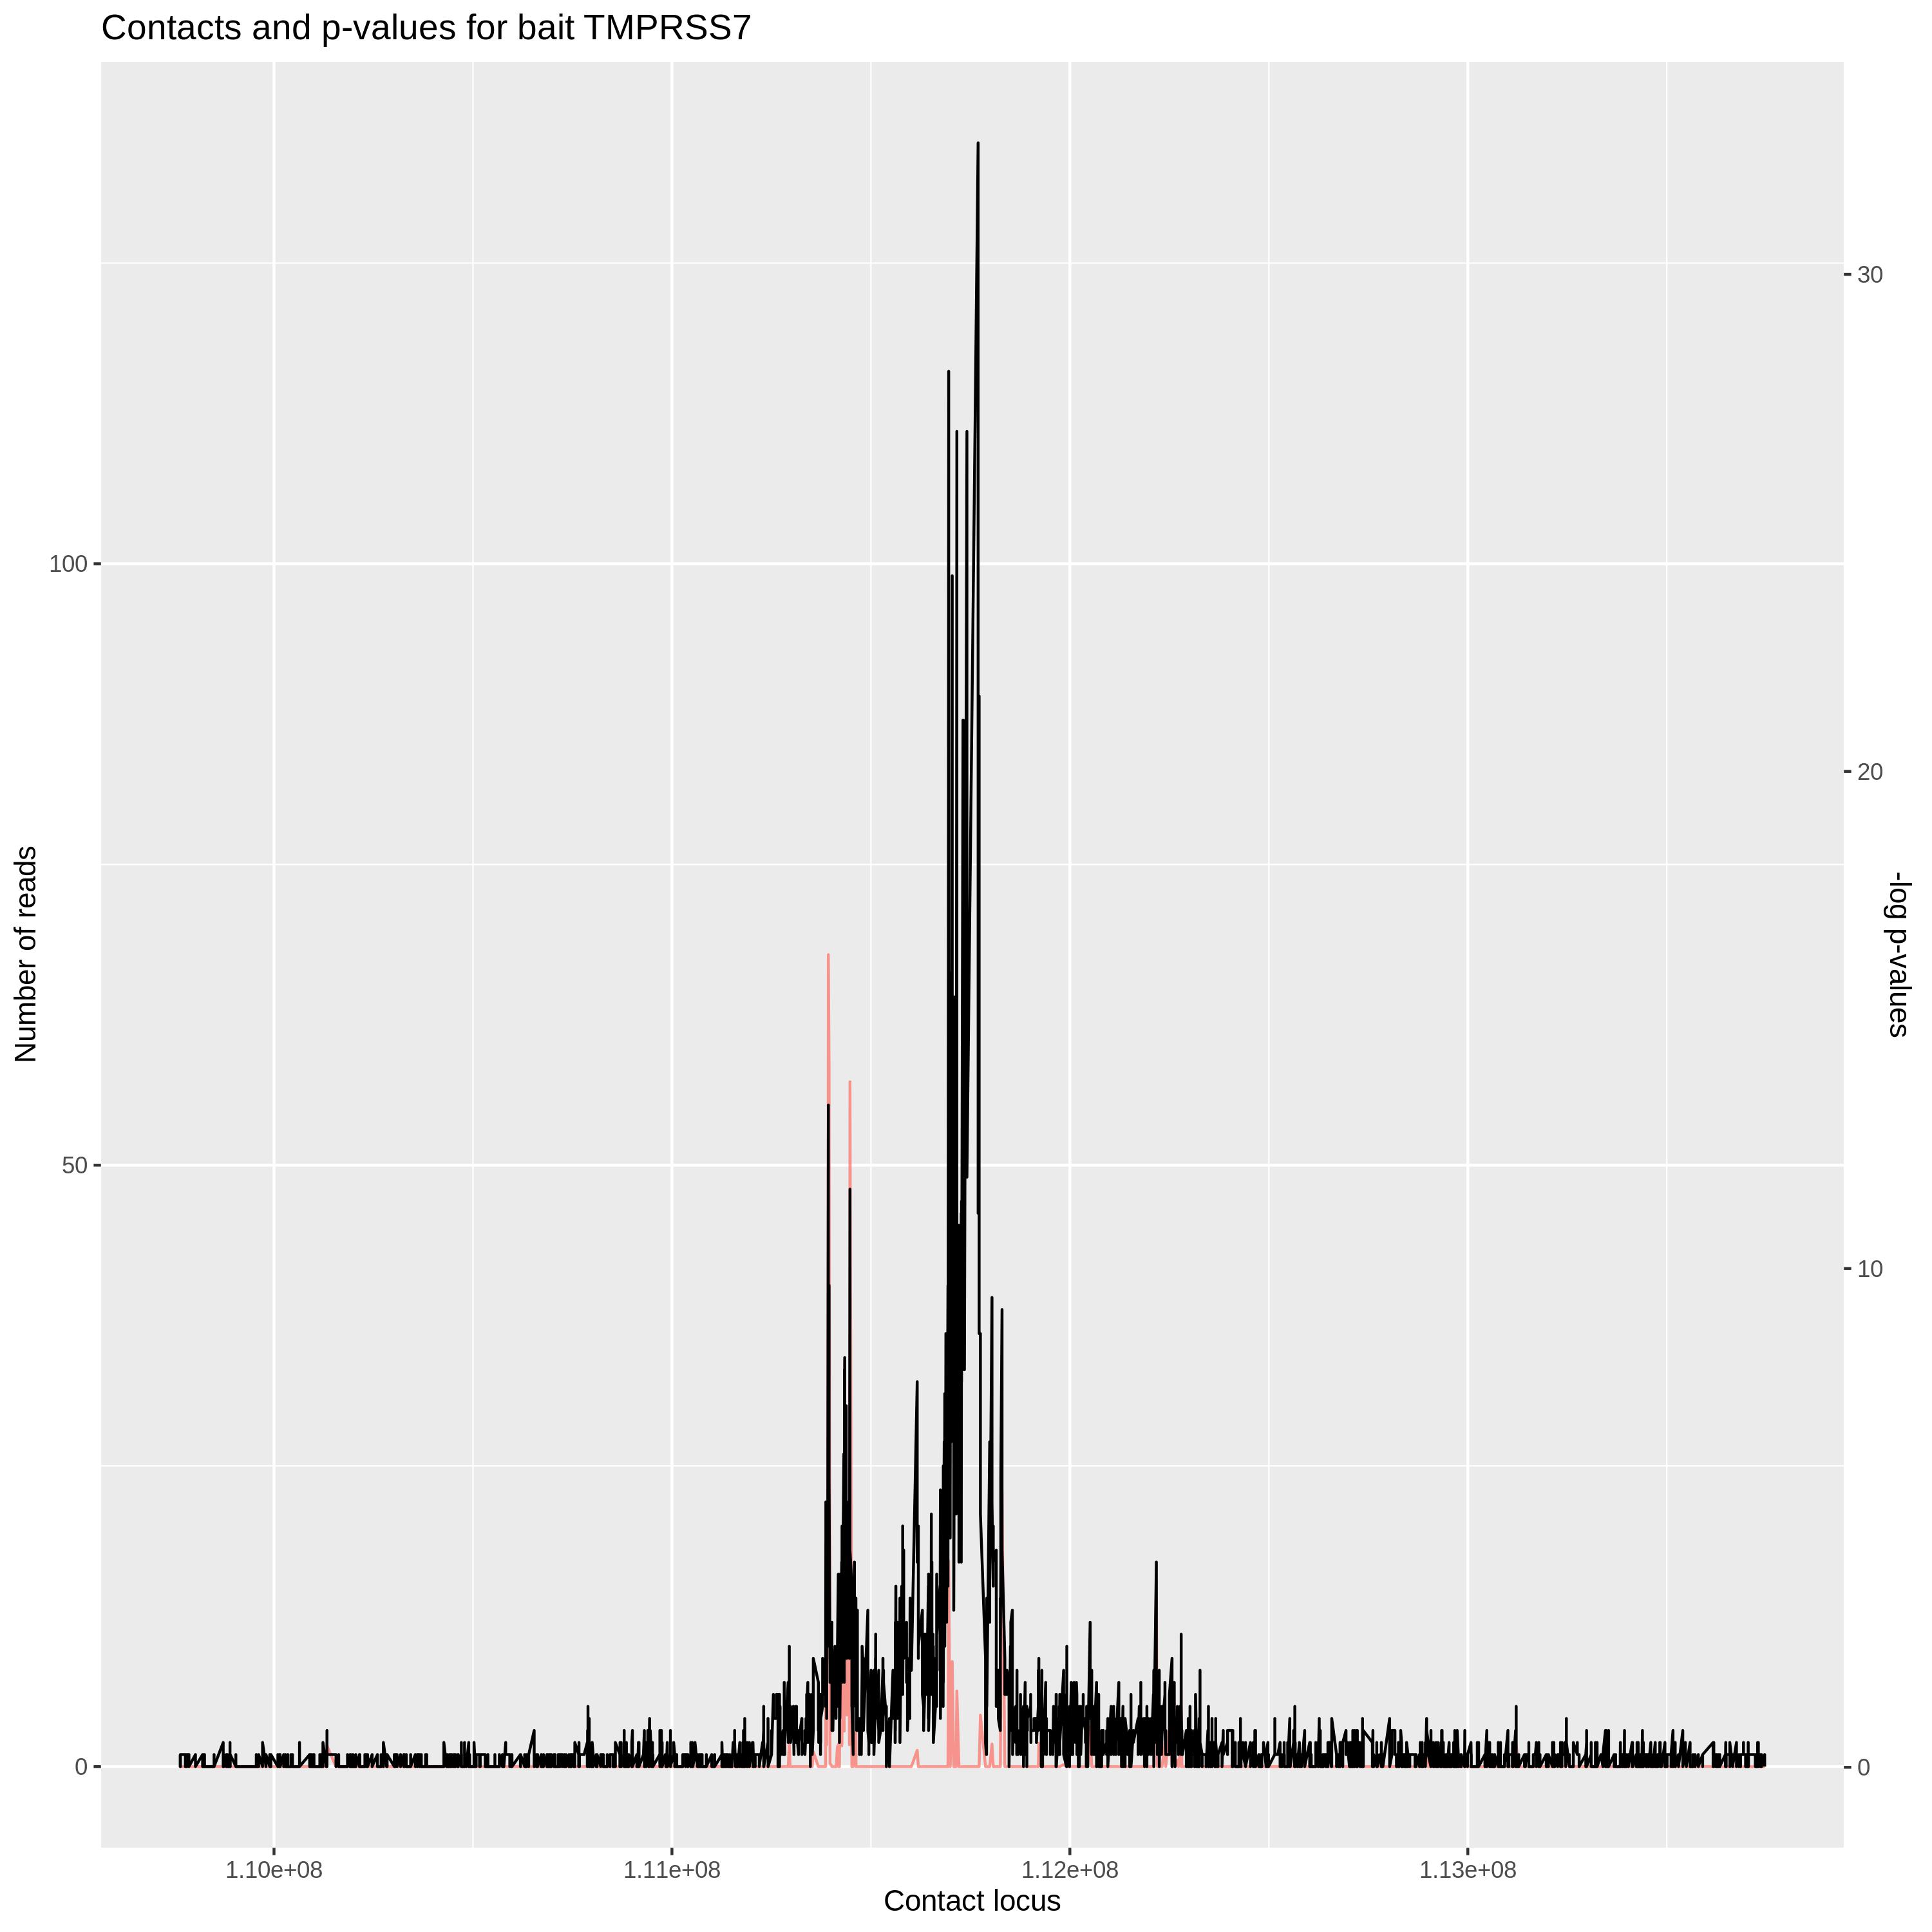 Contacts and p-values for bait TMPRSS7
Number of reads
100
50
0
30
20
10
0
-log p-values
1.10e+08
1.11e+08
1.12e+08
1.13e+08
Contact locus